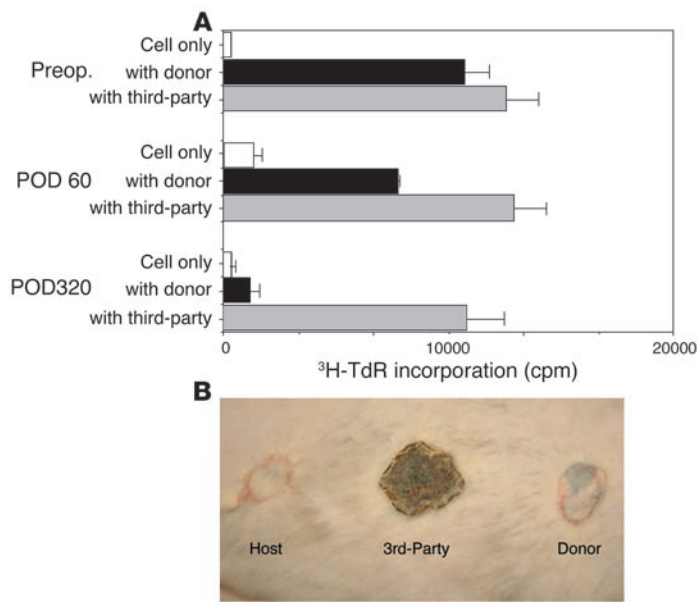 A
Preop.
Cell only
with donor
with third-party
POD 60
Cell only
with donor
with third-party
POD320
Cell only
with donor
with third-party
0 10000 20000
³H-TdR incorporation (cpm)
B
Host 3rd-Party Donor